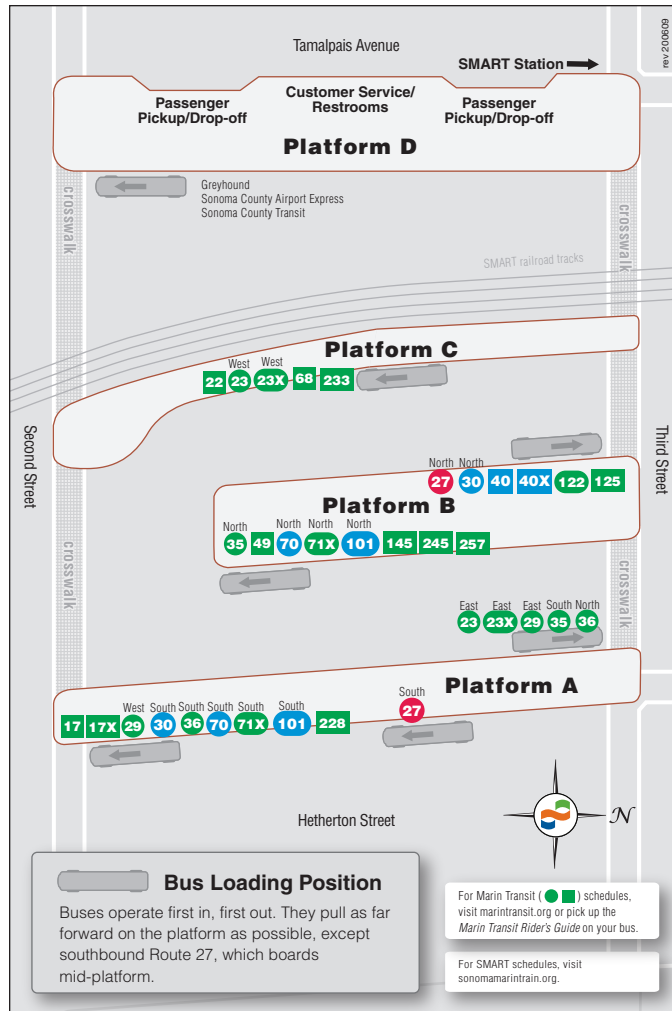 rev 200609
Tamalpais Avenue
SMART Station
Passenger
Pickup/Drop-off
Customer Service/
Restrooms
Passenger
Pickup/Drop-off
Platform D
crosswalk
crosswalk
Greyhound
Sonoma County Airport Express
Sonoma County Transit
SMART railroad tracks
Platform C
West West
22 23 23X 68 233
Second Street
Third Street
North North
27 30 40 40X 122 125
Platform B
North North North North
35 49 70 71X 101 145 245 257
crosswalk
crosswalk
East East East South North
23 23X 29 35 36
Platform A
West South South South South South
17 17X 29 30 36 70 71X 101 228
South
27
Hetherton Street
N
Bus Loading Position
Buses operate first in, first out. They pull as far
forward on the platform as possible, except
southbound Route 27, which boards
mid-platform.
For Marin Transit ( ) schedules,
visit marintransit.org or pick up the
Marin Transit Rider's Guide on your bus.
For SMART schedules, visit
sonomamarintrain.org.